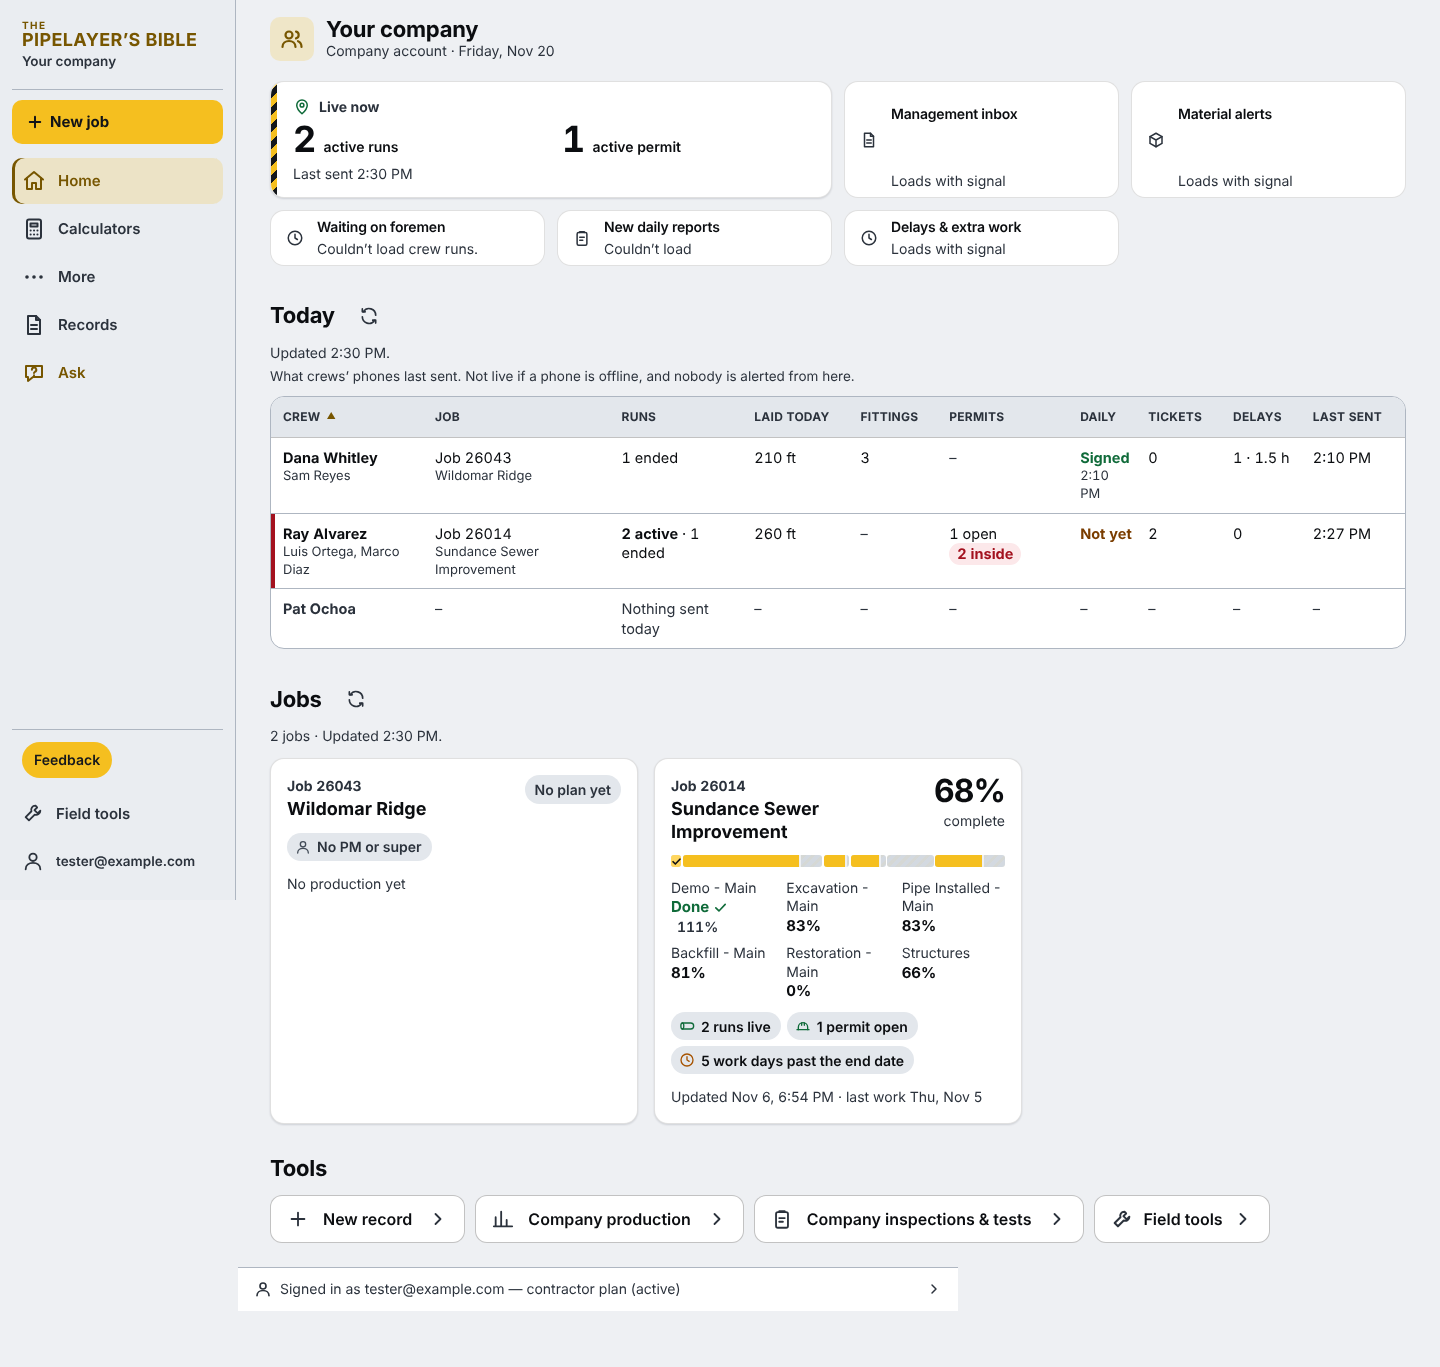 THE
PIPELAYER’S BIBLE
Your company
New job
Home
Calculators
More
Records
Ask
Feedback
Field tools
tester@example.com
Your company
Company account · Friday, Nov 20
Live now
2 active runs
1 active permit
Last sent 2:30 PM
Management inbox
Loads with signal
Material alerts
Loads with signal
Waiting on foremen
Couldn’t load crew runs.
New daily reports
Couldn’t load
Delays & extra work
Loads with signal
Today
Updated 2:30 PM.
What crews’ phones last sent. Not live if a phone is offline, and nobody is alerted from here.
CREW JOB RUNS LAID TODAY FITTINGS PERMITS DAILY TICKETS DELAYS LAST SENT
Dana Whitley Job 26043 1 ended 210 ft 3 – Signed 0 1 · 1.5 h 2:10 PM
Sam Reyes Wildomar Ridge 2:10
PM
Ray Alvarez Job 26014 2 active · 1 260 ft – 1 open Not yet 2 0 2:27 PM
Luis Ortega, Marco Sundance Sewer ended 2 inside
Diaz Improvement
Pat Ochoa – Nothing sent – – – – – – –
today
Jobs
2 jobs · Updated 2:30 PM.
Job 26043
Wildomar Ridge
No plan yet
No PM or super
No production yet
Job 26014
Sundance Sewer
Improvement
68%
complete
Demo - Main
Done
111%
Excavation -
Main
83%
Pipe Installed -
Main
83%
Backfill - Main
81%
Restoration -
Main
0%
Structures
66%
2 runs live
1 permit open
5 work days past the end date
Updated Nov 6, 6:54 PM · last work Thu, Nov 5
Tools
New record
Company production
Company inspections & tests
Field tools
Signed in as tester@example.com — contractor plan (active)